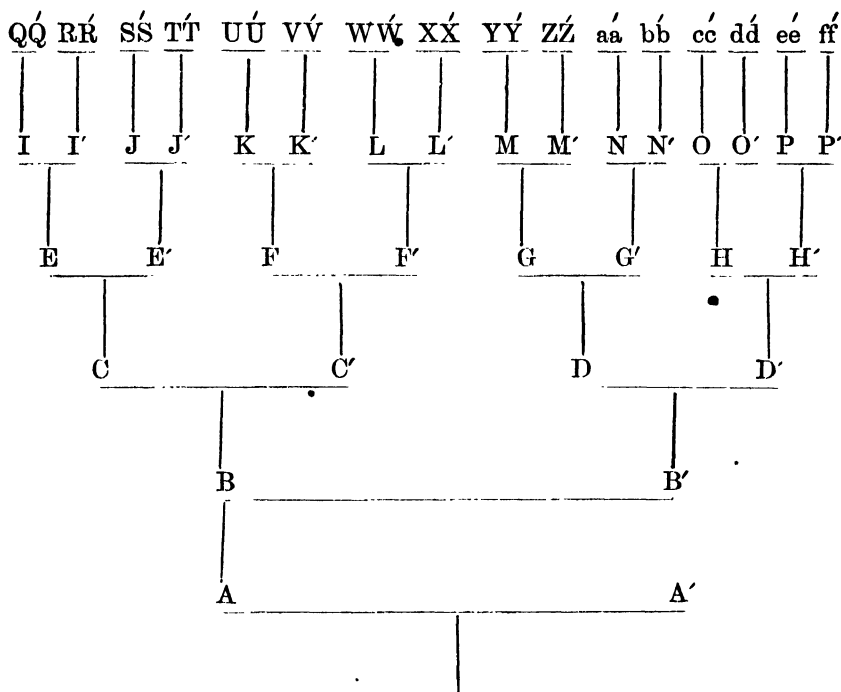 QQ́ RŔ SŚ TT́ UÚ VV́ WẂ XX́ YÝ ZŹ aá bb́ cć dd́ eé ff́
I I′ J J′ K K′ L L′ M M′ N N′ O O′ P P′
E E′ F F′ G G′ H H′
C C′ D D′
B B′
A A′